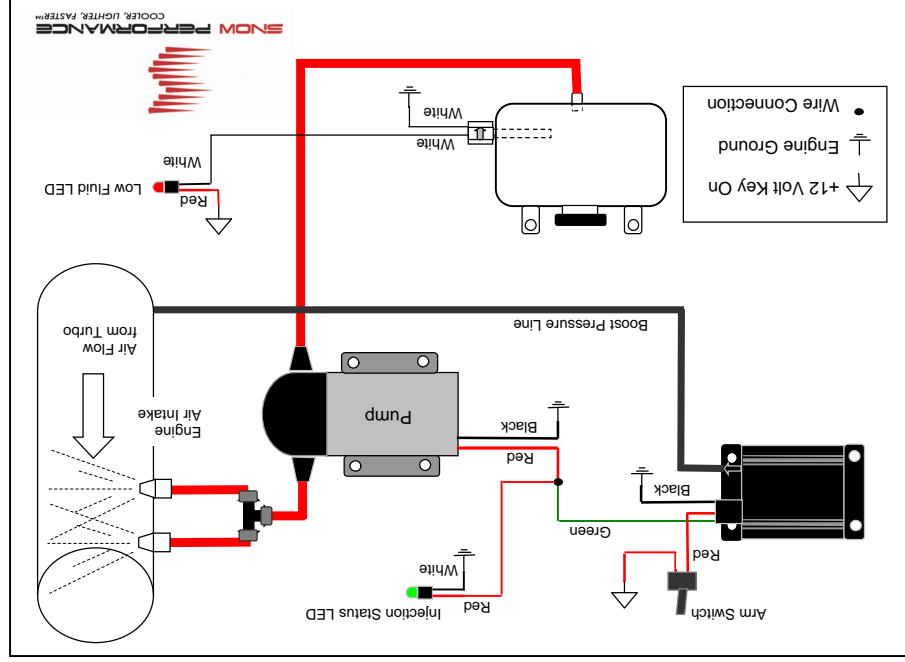 Arm Switch
Injection Status LED
Red
White
Red
Green
Black
Red
Black
Pump
Engine
Air Intake
Air Flow
from Turbo
Boost Pressure Line
+12 Volt Key On
Engine Ground
Wire Connection
Red
Low Fluid LED
White
White
White
SNOW PERFORMANCE
COOLER, LIGHTER, FASTER™